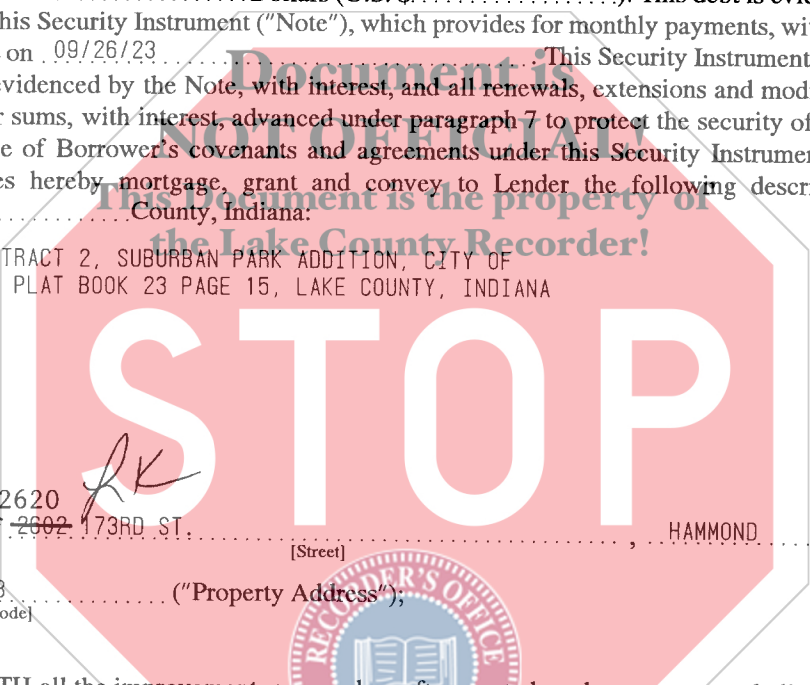 This Security Instrument ("Note"), which provides for monthly payments,
on 09/26/23 This Security Instrument
evidenced by the Note, with interest, and all renewals, extensions and
sums, with interest, advanced under paragraph 7 to protect the security of
of Borrower's covenants and agreements under this Security Instrument
hereby mortgage, grant and convey to Lender the following
County, Indiana:
Document is
NOT OFFICIAL!
This Document is the property of
the Lake County Recorder!
TRACT 2, SUBURBAN PARK ADDITION, CITY OF
PLAT BOOK 23 PAGE 15, LAKE COUNTY, INDIANA
STOP
LK
2620
2602 173RD ST. , HAMMOND
[Street]
("Property Address");
RECORDER'S OFFICE